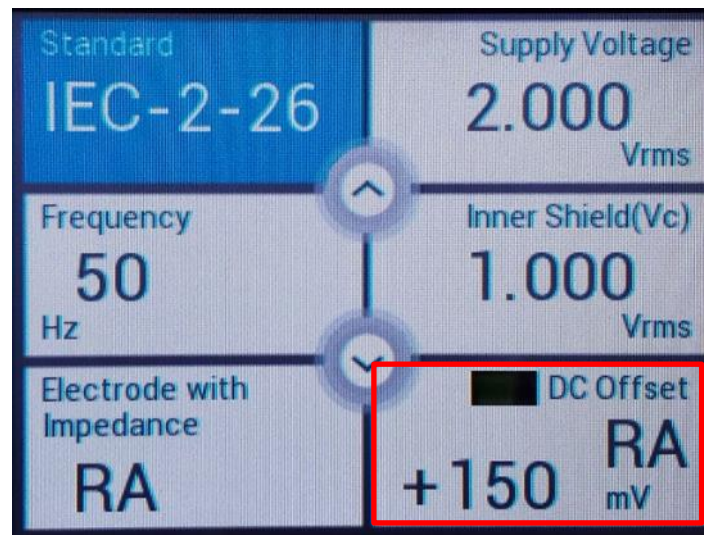 Standard
IEC-2-26
Supply Voltage
2.000
Vrms
Frequency
50
Hz
Inner Shield(Vc)
1.000
Vrms
Electrode with
Impedance
RA
DC Offset
RA
+150
mV